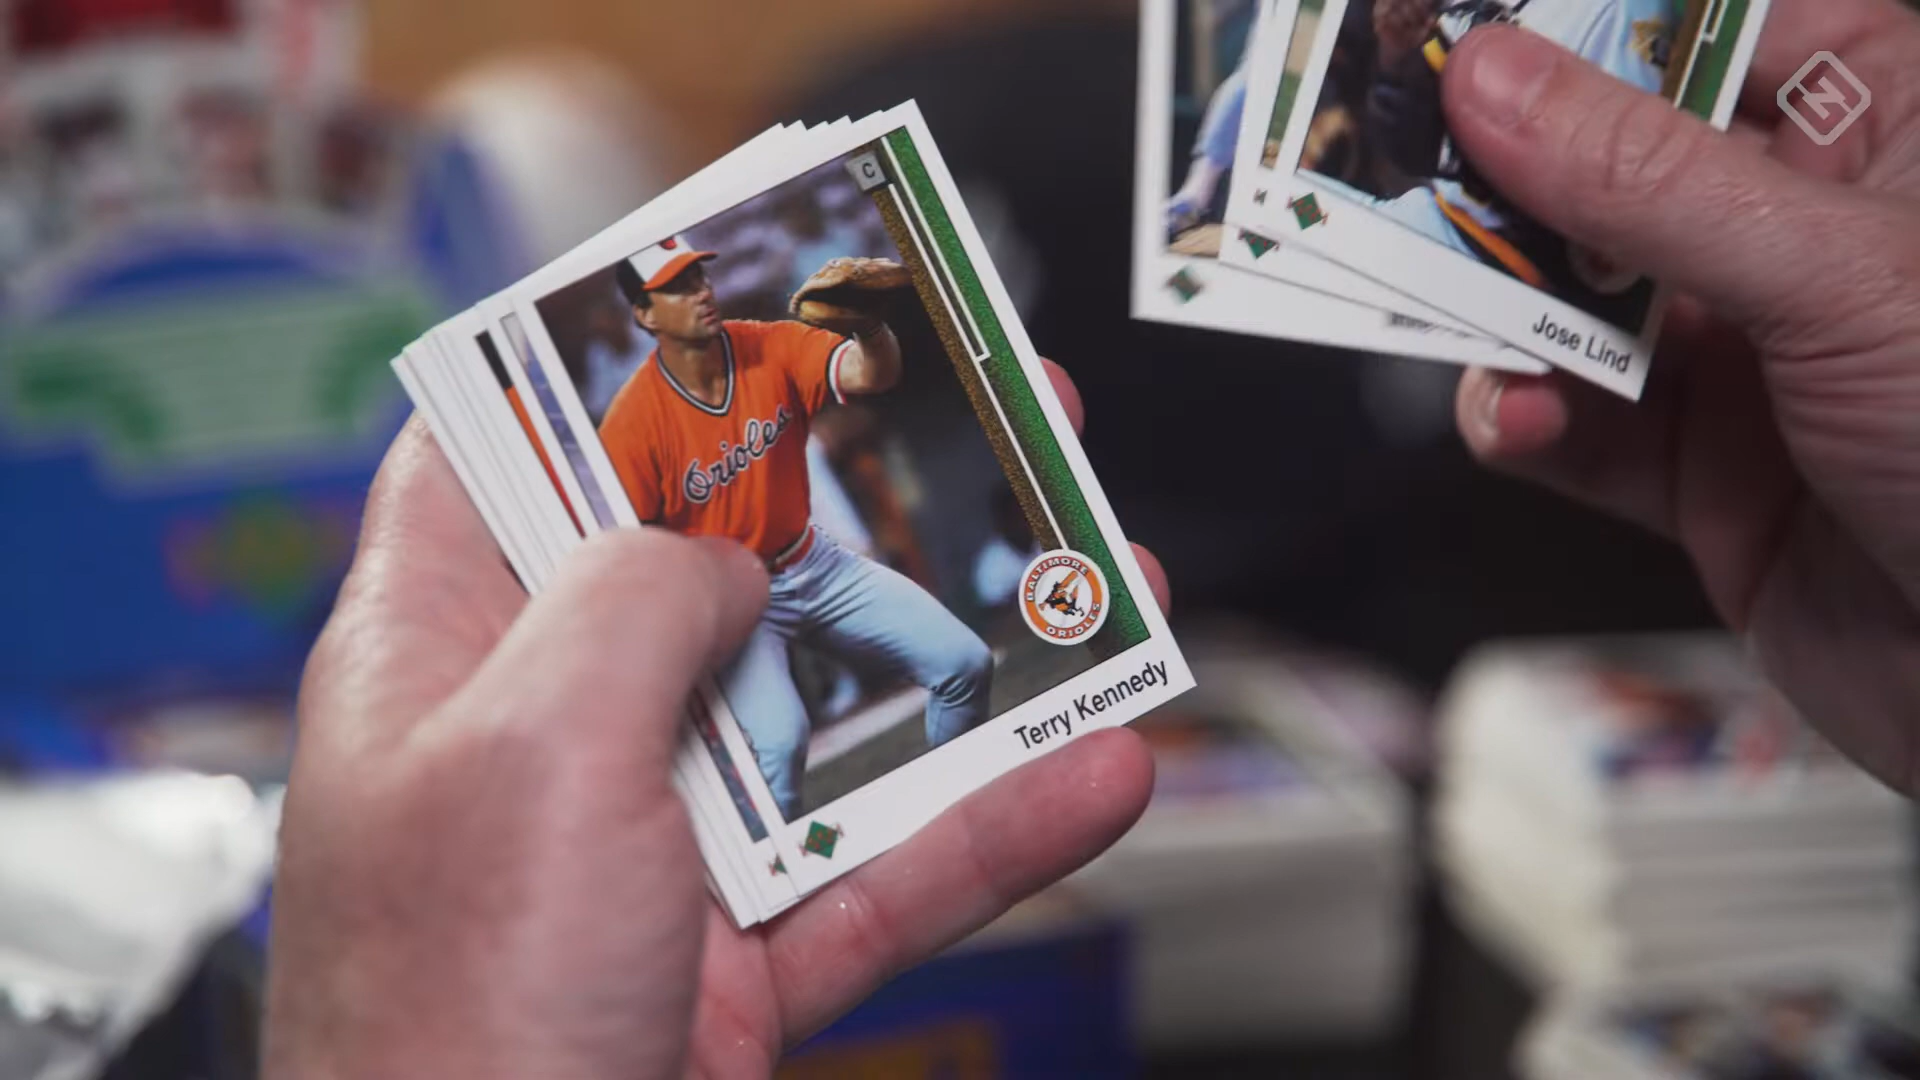 C
Orioles
BALTIMORE
ORIOLES
Terry Kennedy
Jose Lind